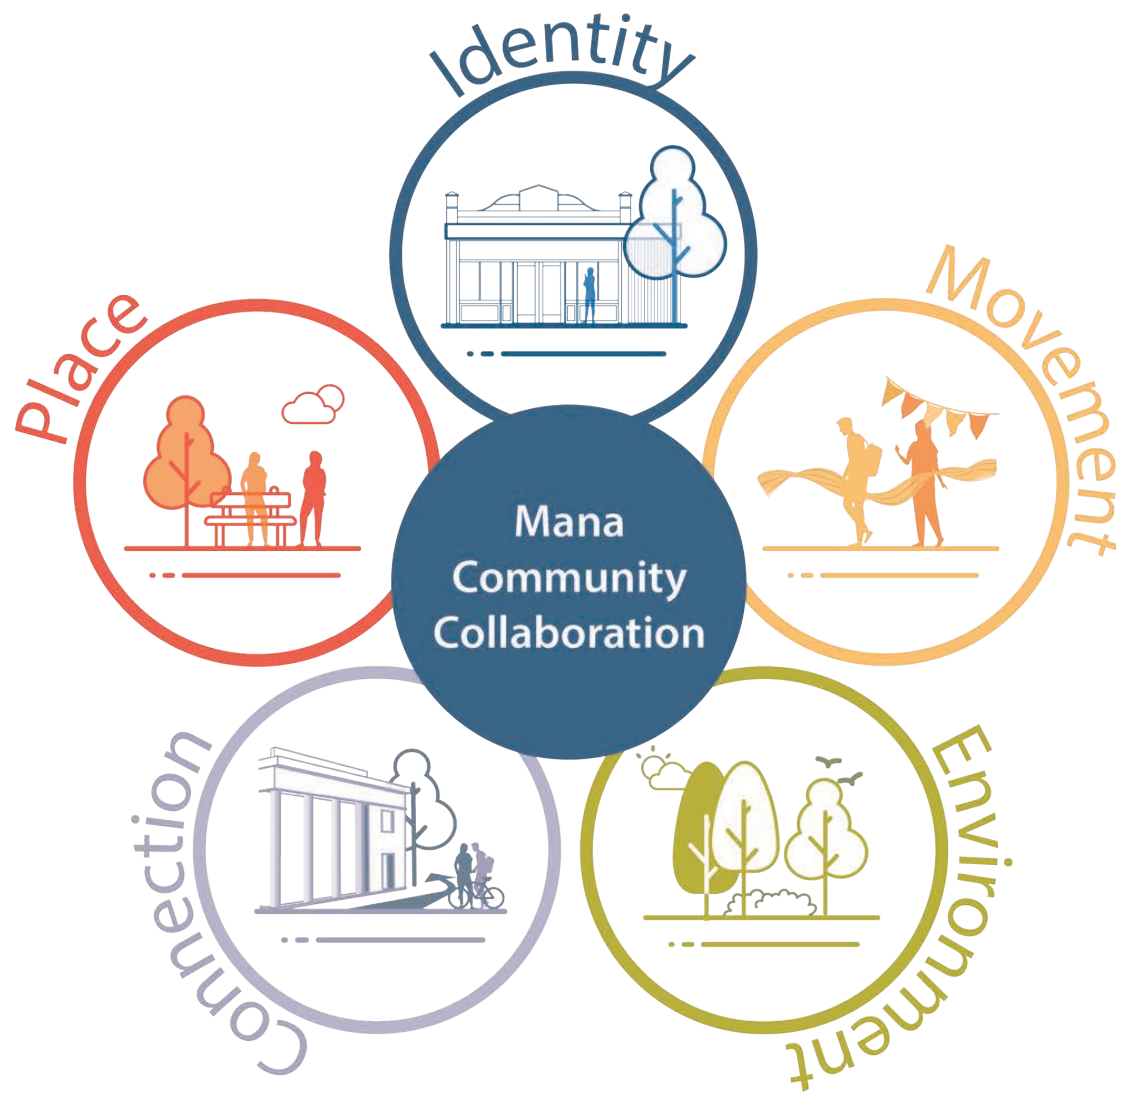 Identity
Movement
Place
Mana
Community
Collaboration
Connection
Environment